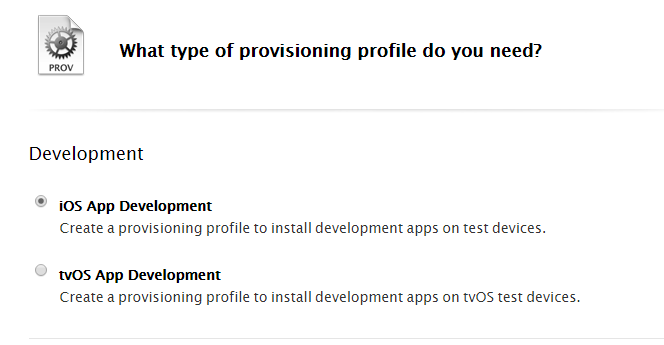 PROV
What type of provisioning profile do you need?
Development
iOS App Development
Create a provisioning profile to install development apps on test devices.
tvOS App Development
Create a provisioning profile to install development apps on tvOS test devices.